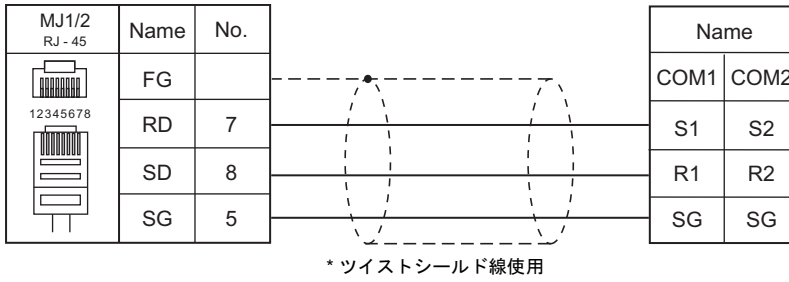 MJ1/2 Name No. Name
RJ - 45
FG COM1 COM2
12345678
RD 7 S1 S2
SD 8 R1 R2
SG 5 SG SG
* ツイストシールド線使用